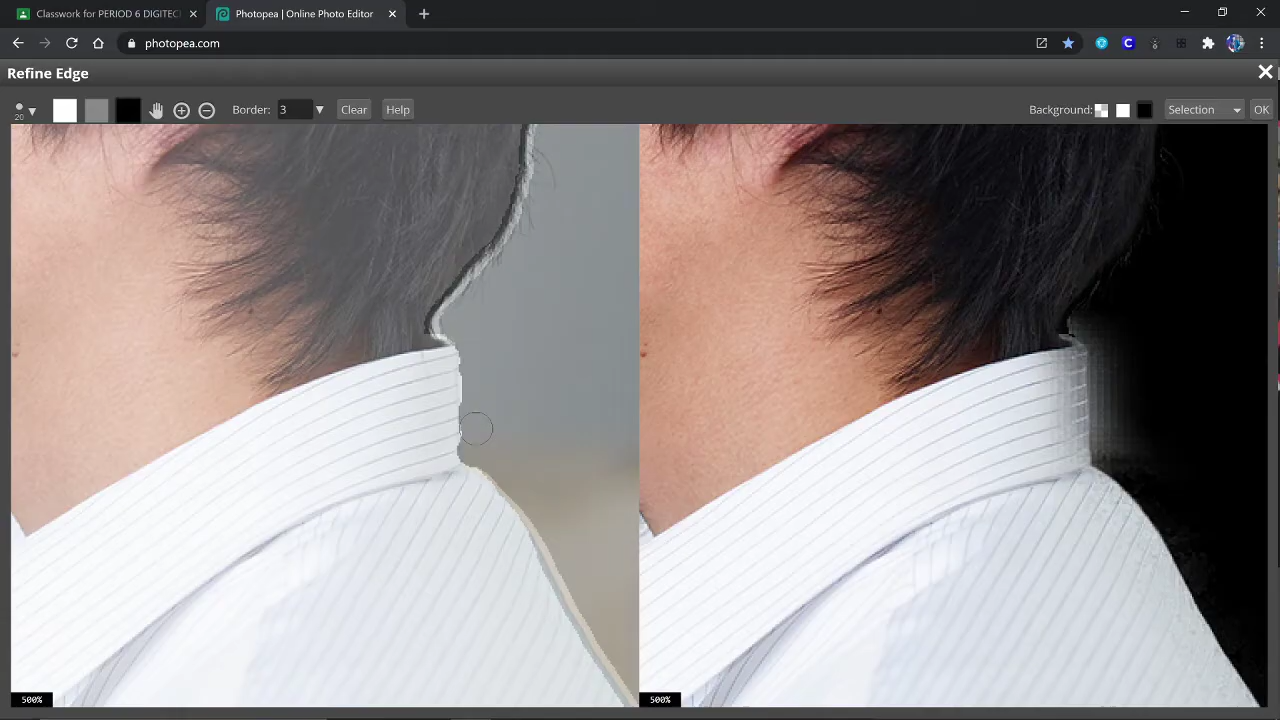 Classwork for PERIOD 6 DIGITEC
Photopea | Online Photo Editor
photopea.com
Refine Edge
20
Border: 3 Clear Help
Background: Selection OK
500% 500%